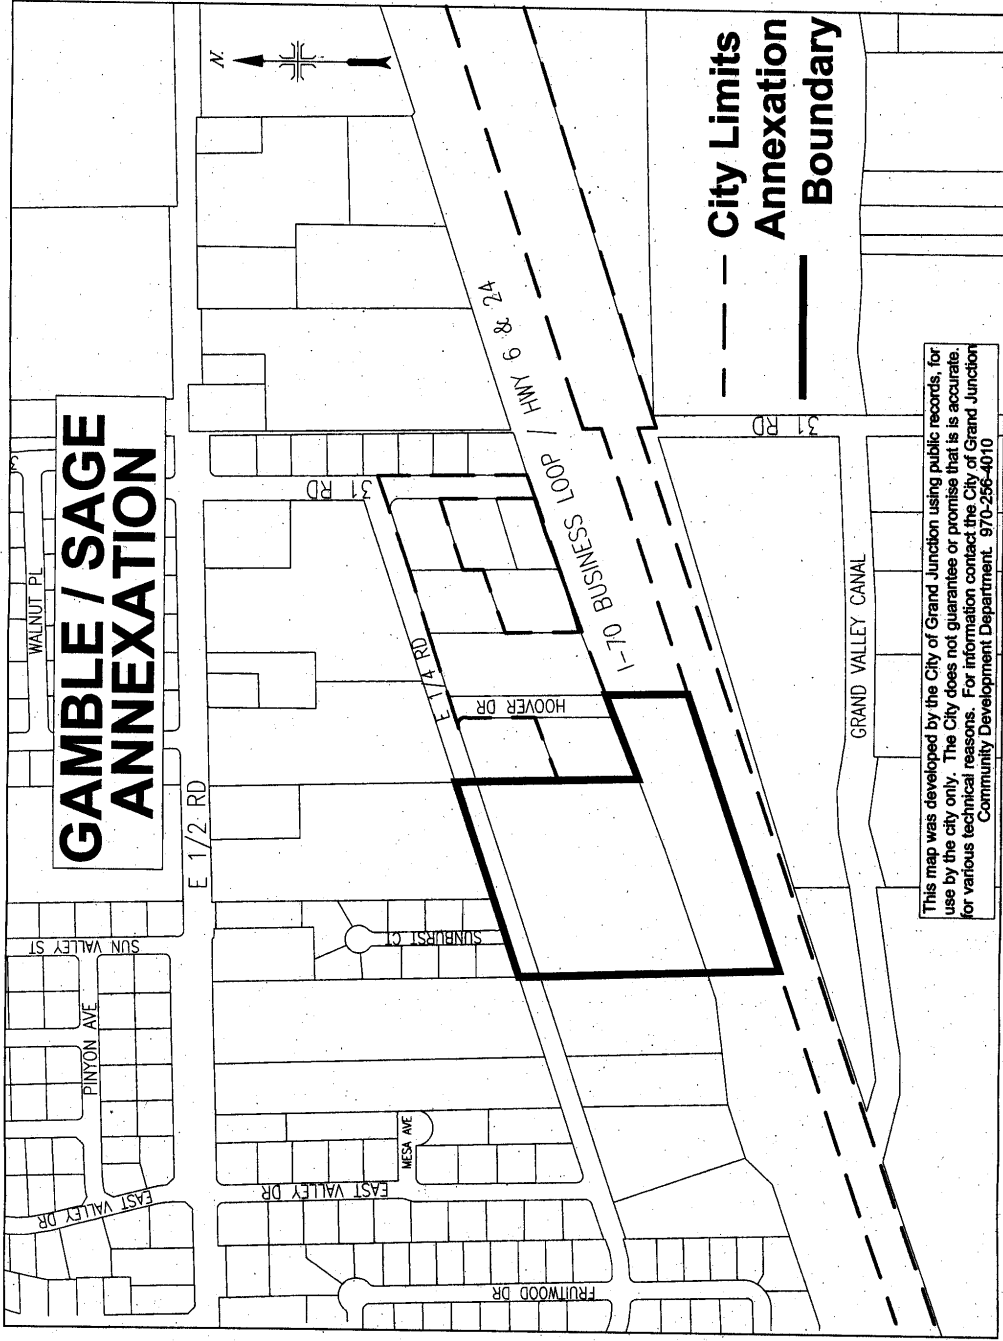 GAMBLE / SAGE
ANNEXATION
N
WALNUT PL
E 1/2 RD
SUN VALLEY ST
PINYON AVE
EAST VALLEY DR
31 RD
E 1/4 RD
HOOVER DR
SUNBURST CT
MESA AVE
EAST VALLEY DR
FRUITWOOD DR
I-70 BUSINESS LOOP / HWY 6 & 24
31 RD
GRAND VALLEY CANAL
City Limits
Annexation
Boundary
This map was developed by the City of Grand Junction using public records, for
use by the city only. The City does not guarantee or promise that is is accurate.
for various technical reasons. For information contact the City of Grand Junction
Community Development Department. 970-256-4010